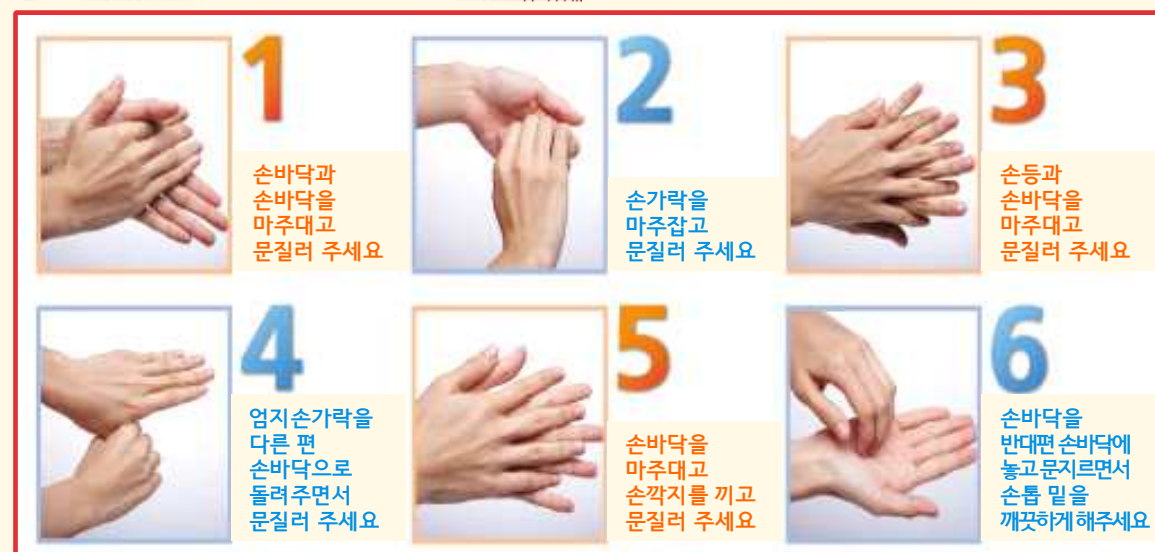 1
손바닥과
손바닥을
마주대고
문질러 주세요
2
손가락을
마주잡고
문질러 주세요
3
손등과
손바닥을
마주대고
문질러 주세요
4
엄지손가락을
다른 편
손바닥으로
돌려주면서
문질러 주세요
5
손바닥을
마주대고
손깍지를 끼고
문질러 주세요
6
손바닥을
반대편 손바닥에
놓고 문지르면서
손톱 밑을
깨끗하게 해주세요